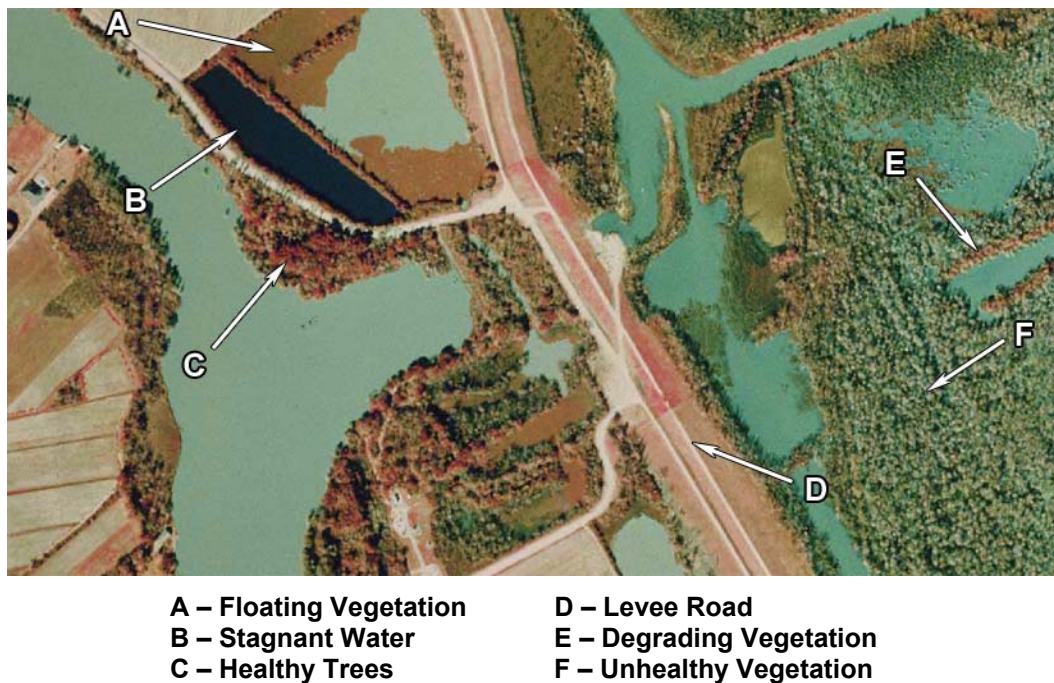 A
B
C
D
E
F
A – Floating Vegetation
B – Stagnant Water
C – Healthy Trees
D – Levee Road
E – Degrading Vegetation
F – Unhealthy Vegetation